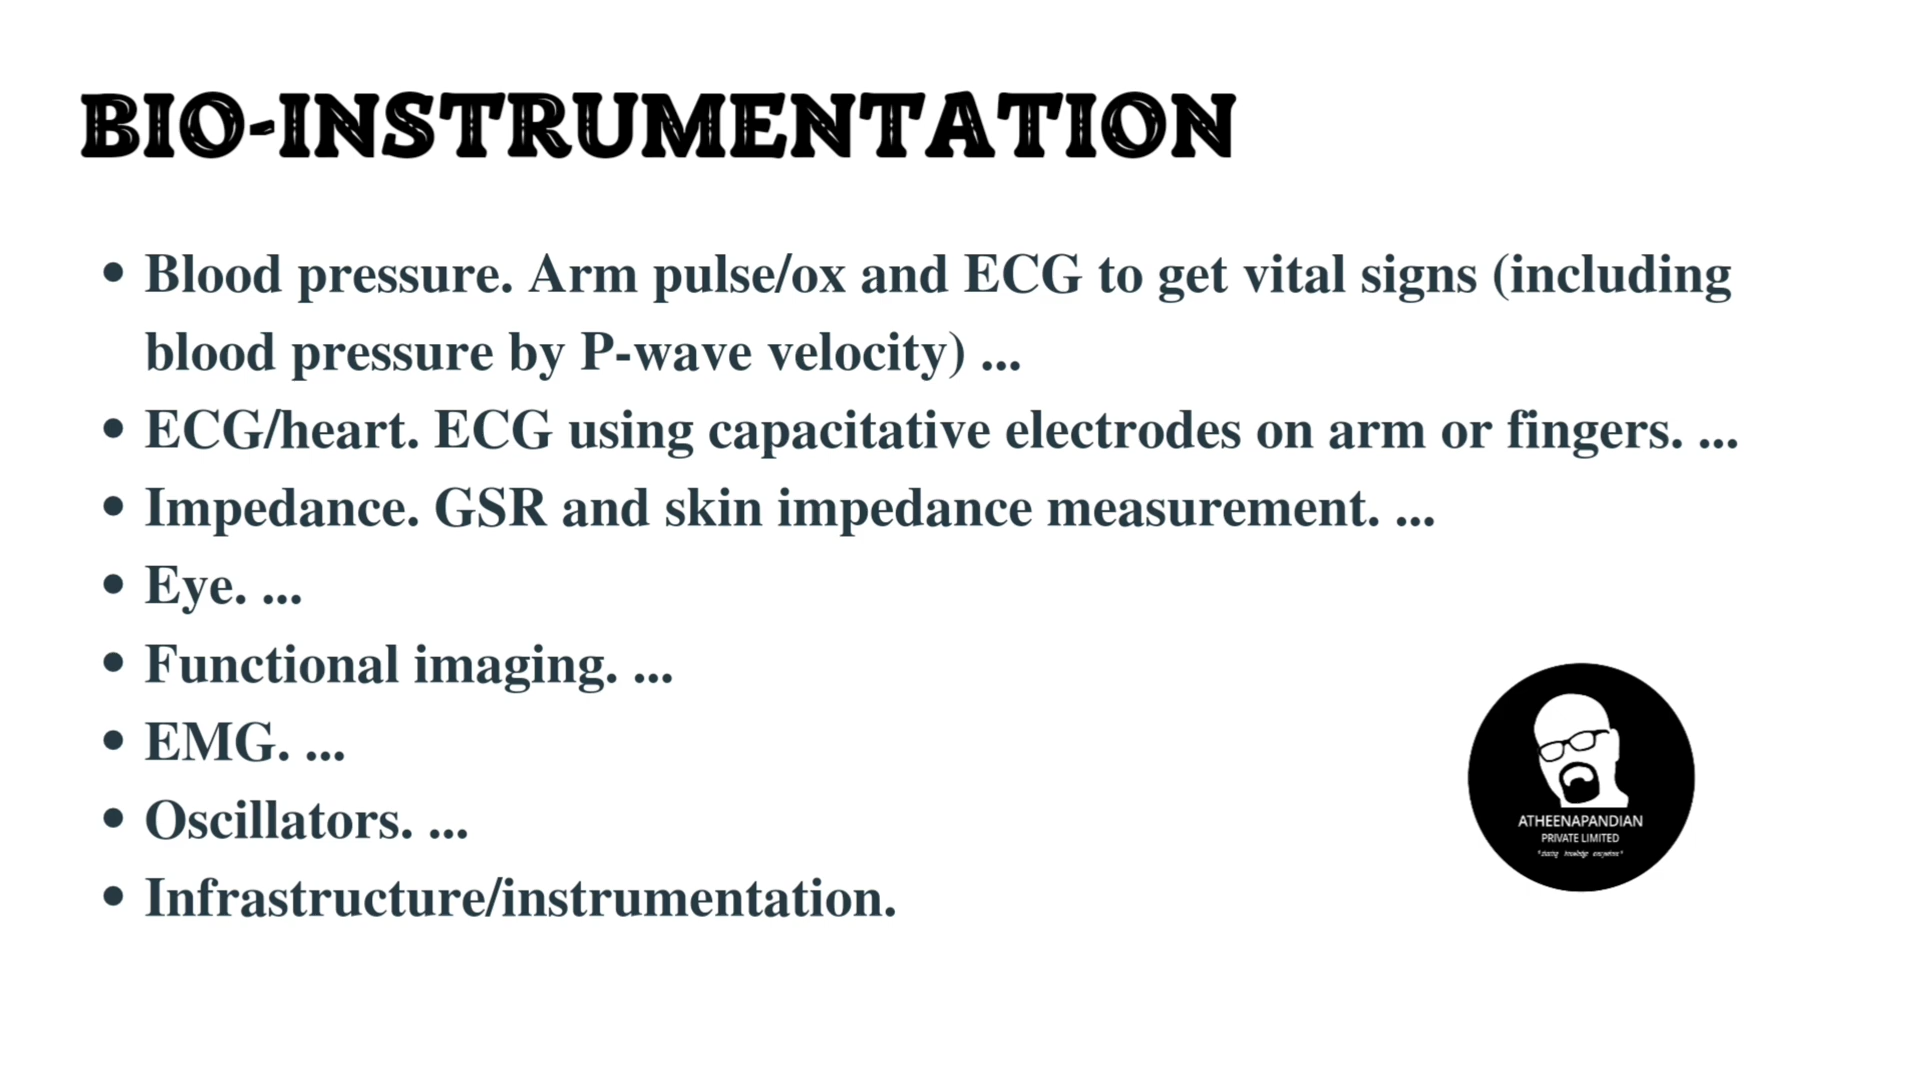 BIO-INSTRUMENTATION
• Blood pressure. Arm pulse/ox and ECG to get vital signs (including
blood pressure by P-wave velocity) ...
• ECG/heart. ECG using capacitative electrodes on arm or fingers. ...
• Impedance. GSR and skin impedance measurement. ...
• Eye. ...
• Functional imaging. ...
• EMG. ...
• Oscillators. ...
• Infrastructure/instrumentation.
ATHEENAPANDIAN
PRIVATE LIMITED